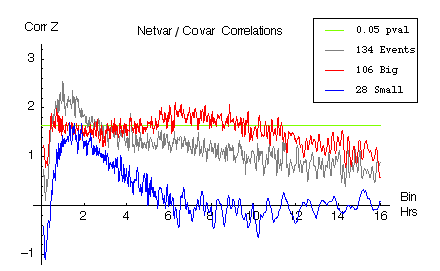 Corr Z
Netvar / Covar Correlations
0.05 pval
134 Events
106 Big
28 Small
3
2
1
-1
2
4
6
8
10
12
14
16
Bin
Hrs